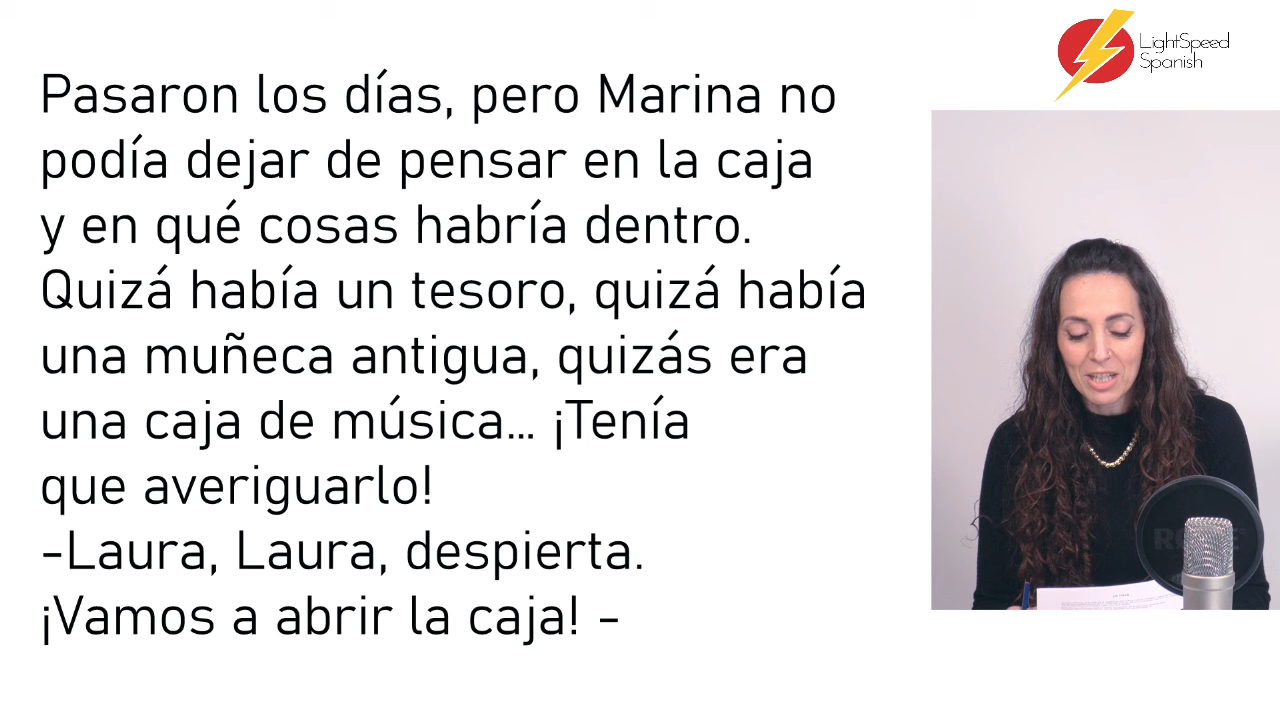 LightSpeed
Spanish
Pasaron los días, pero Marina no
podía dejar de pensar en la caja
y en qué cosas habría dentro.
Quizá había un tesoro, quizá había
una muñeca antigua, quizás era
una caja de música... ¡Tenía
que averiguarlo!
-Laura, Laura, despierta.
¡Vamos a abrir la caja! -